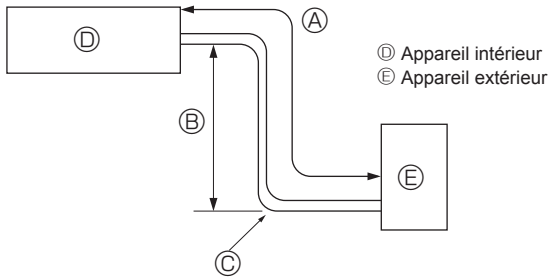 Ⓐ
Ⓓ
Ⓓ Appareil intérieur
Ⓔ Appareil extérieur
Ⓑ
Ⓔ
Ⓒ